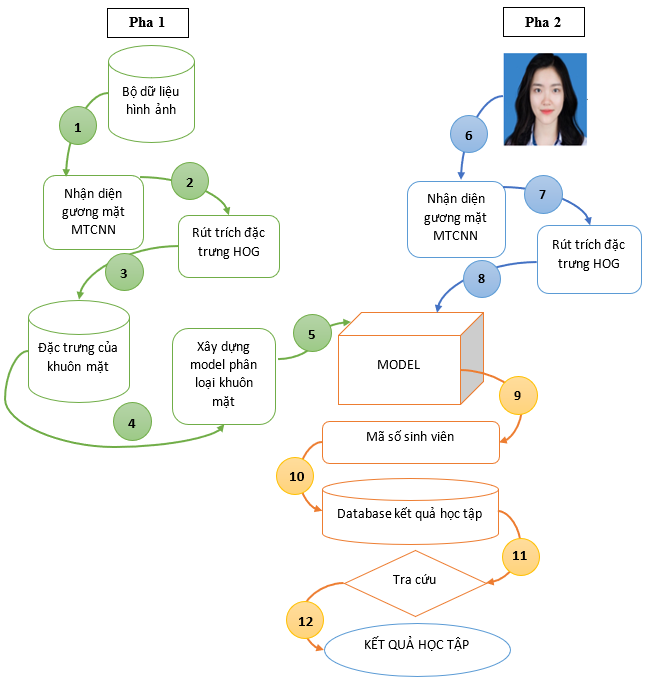 Pha 1
Pha 2
Bộ dữ liệu
hình ảnh
1
2
Nhận diện
gương mặt
MTCNN
Rút trích đặc
trưng HOG
3
Đặc trưng của
khuôn mặt
4
Xây dựng
model phân
loại khuôn
mặt
5
6
Nhận diện
gương mặt
MTCNN
7
Rút trích đặc
trưng HOG
8
MODEL
9
Mã số sinh viên
10
Database kết quả học tập
11
Tra cứu
12
KẾT QUẢ HỌC TẬP